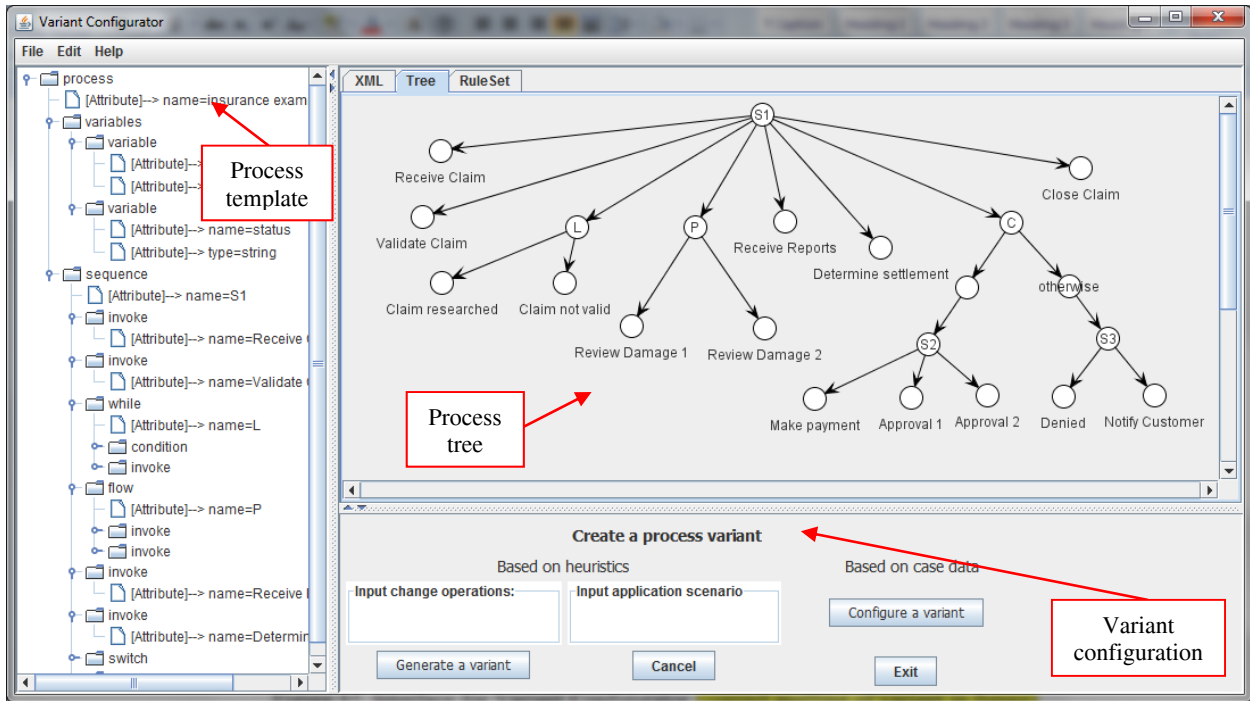 Variant Configurator
File Edit Help
process
[Attribute]--> name=insurance exam
variables
variable
[Attribute]-->
[Attribute]-->
variable
[Attribute]--> name=status
[Attribute]--> type=string
sequence
[Attribute]--> name=S1
invoke
[Attribute]--> name=Receive
invoke
[Attribute]--> name=Validate
while
[Attribute]--> name=L
condition
invoke
flow
[Attribute]--> name=P
invoke
invoke
invoke
[Attribute]--> name=Receive
invoke
[Attribute]--> name=Determin
switch
Process
template
XML Tree RuleSet
S1
Receive Claim
Close Claim
Validate Claim
L
P
C
Receive Reports
Determine settlement
Claim researched
Claim not valid
otherwise
Review Damage 1
Review Damage 2
S2
S3
Make payment
Approval 1
Approval 2
Denied
Notify Customer
Process
tree
Create a process variant
Based on heuristics
Based on case data
Input change operations:
Input application scenario
Configure a variant
Generate a variant
Cancel
Exit
Variant
configuration